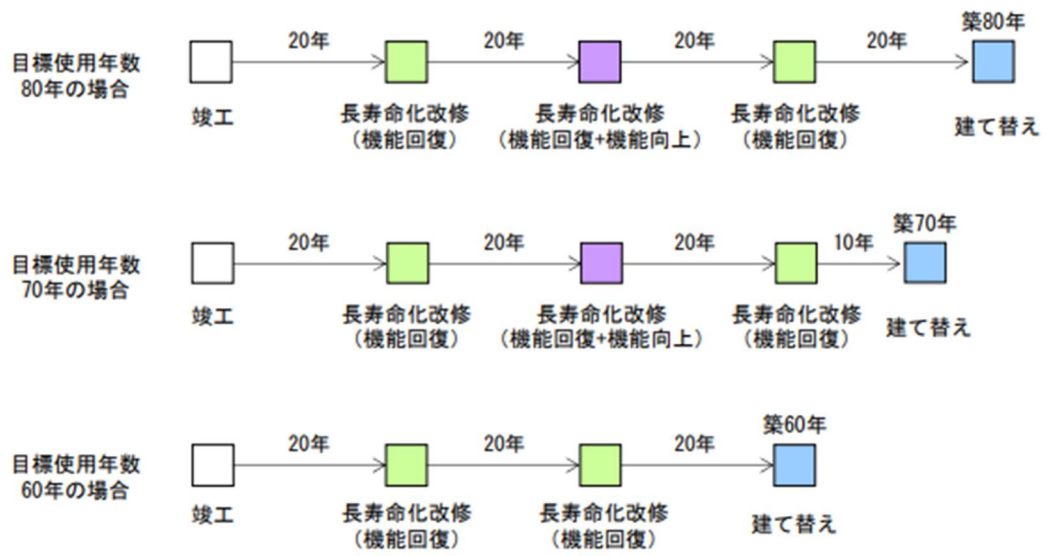 築80年
20年 20年 20年 20年
目標使用年数
80年の場合
竣工 長寿命化改修 長寿命化改修 長寿命化改修 建て替え
（機能回復） （機能回復+機能向上） （機能回復）
築70年
20年 20年 20年 10年
目標使用年数
70年の場合
竣工 長寿命化改修 長寿命化改修 長寿命化改修 建て替え
（機能回復） （機能回復+機能向上） （機能回復）
築60年
20年 20年 20年
目標使用年数
60年の場合
竣工 長寿命化改修 長寿命化改修 建て替え
（機能回復） （機能回復）